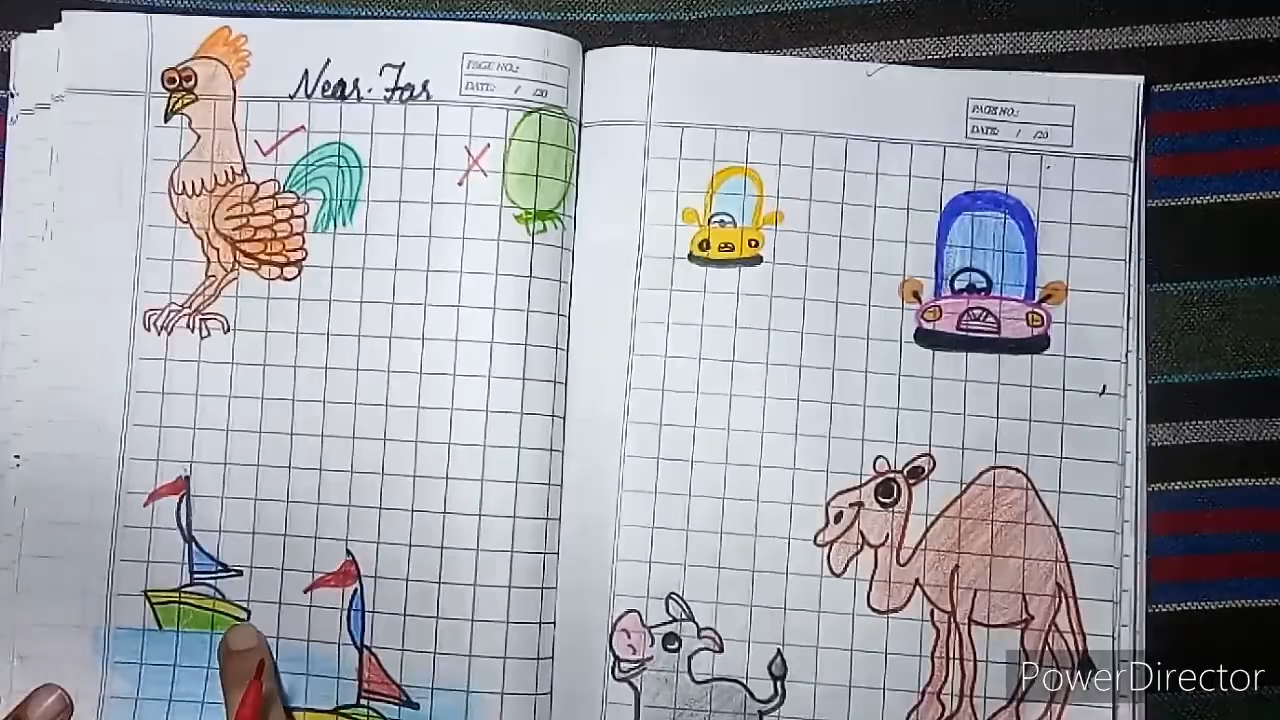 Near-Far
PAGE NO.:
DATE: / /20
PAGE NO.:
DATE: / /20
PowerDirector